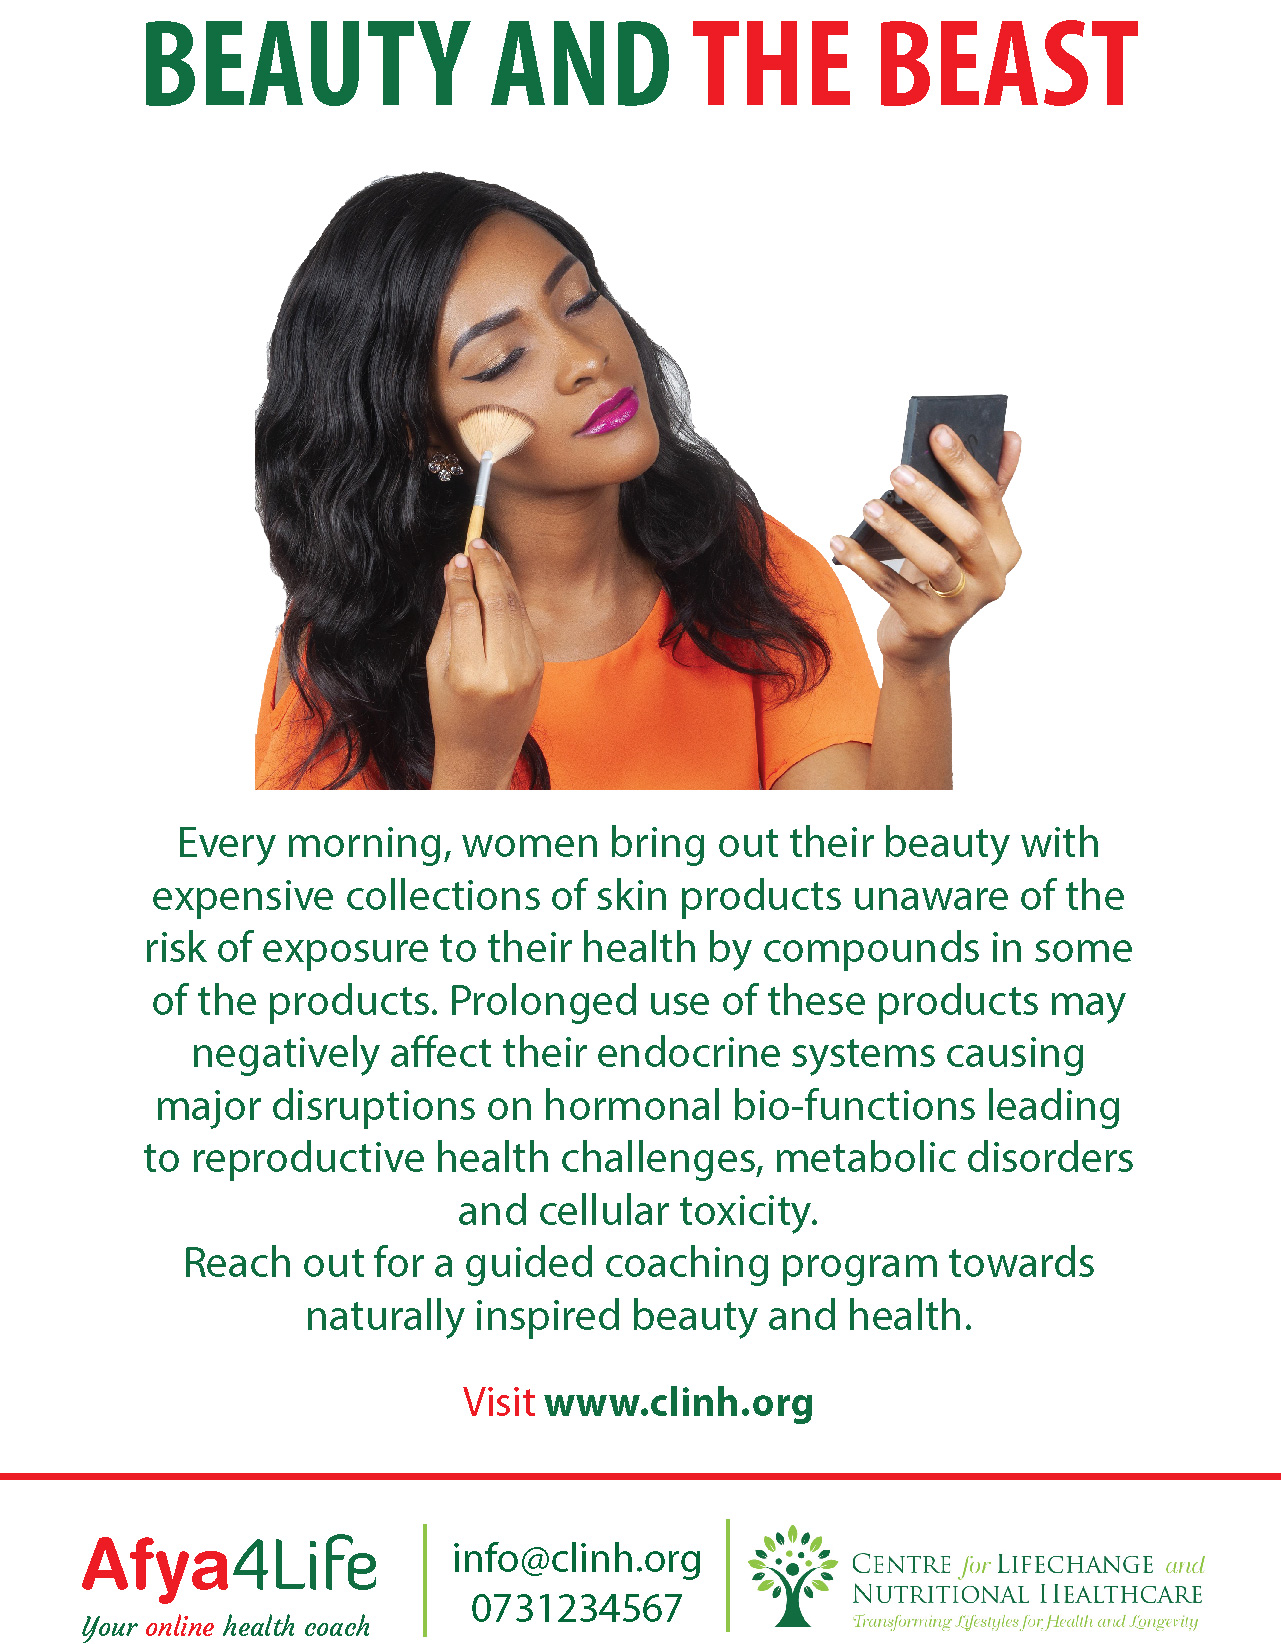 BEAUTY AND THE BEAST
Every morning, women bring out their beauty with
expensive collections of skin products unaware of the
risk of exposure to their health by compounds in some
of the products. Prolonged use of these products may
negatively affect their endocrine systems causing
major disruptions on hormonal bio-functions leading
to reproductive health challenges, metabolic disorders
and cellular toxicity.
Reach out for a guided coaching program towards
naturally inspired beauty and health.
Visit www.clinh.org
Afya4Life
Your online health coach
info@clinh.org
0731234567
CENTRE for LIFECHANGE and
NUTRITIONAL HEALTHCARE
Transforming Lifestyles for Health and Longevity